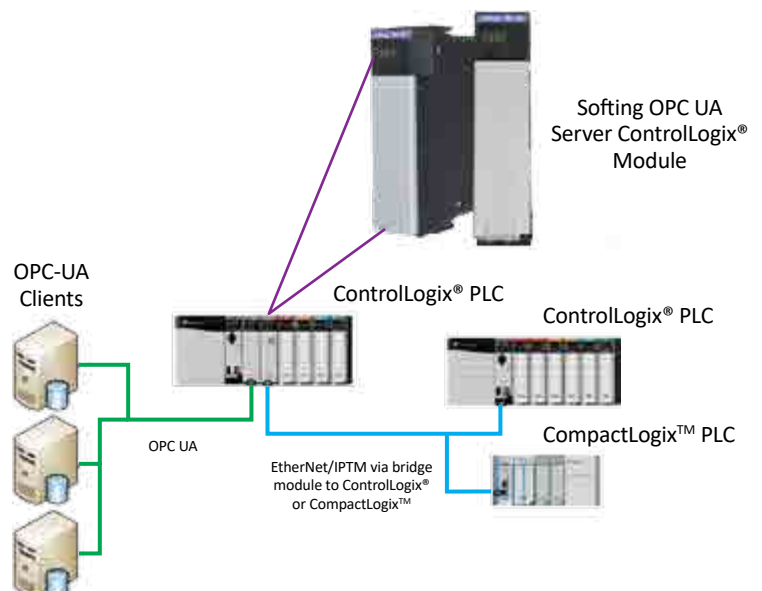 Softing OPC UA
Server ControlLogix®
Module
OPC-UA
Clients
ControlLogix® PLC
ControlLogix® PLC
CompactLogix™ PLC
OPC UA
EtherNet/IPTM via bridge
module to ControlLogix®
or CompactLogix™